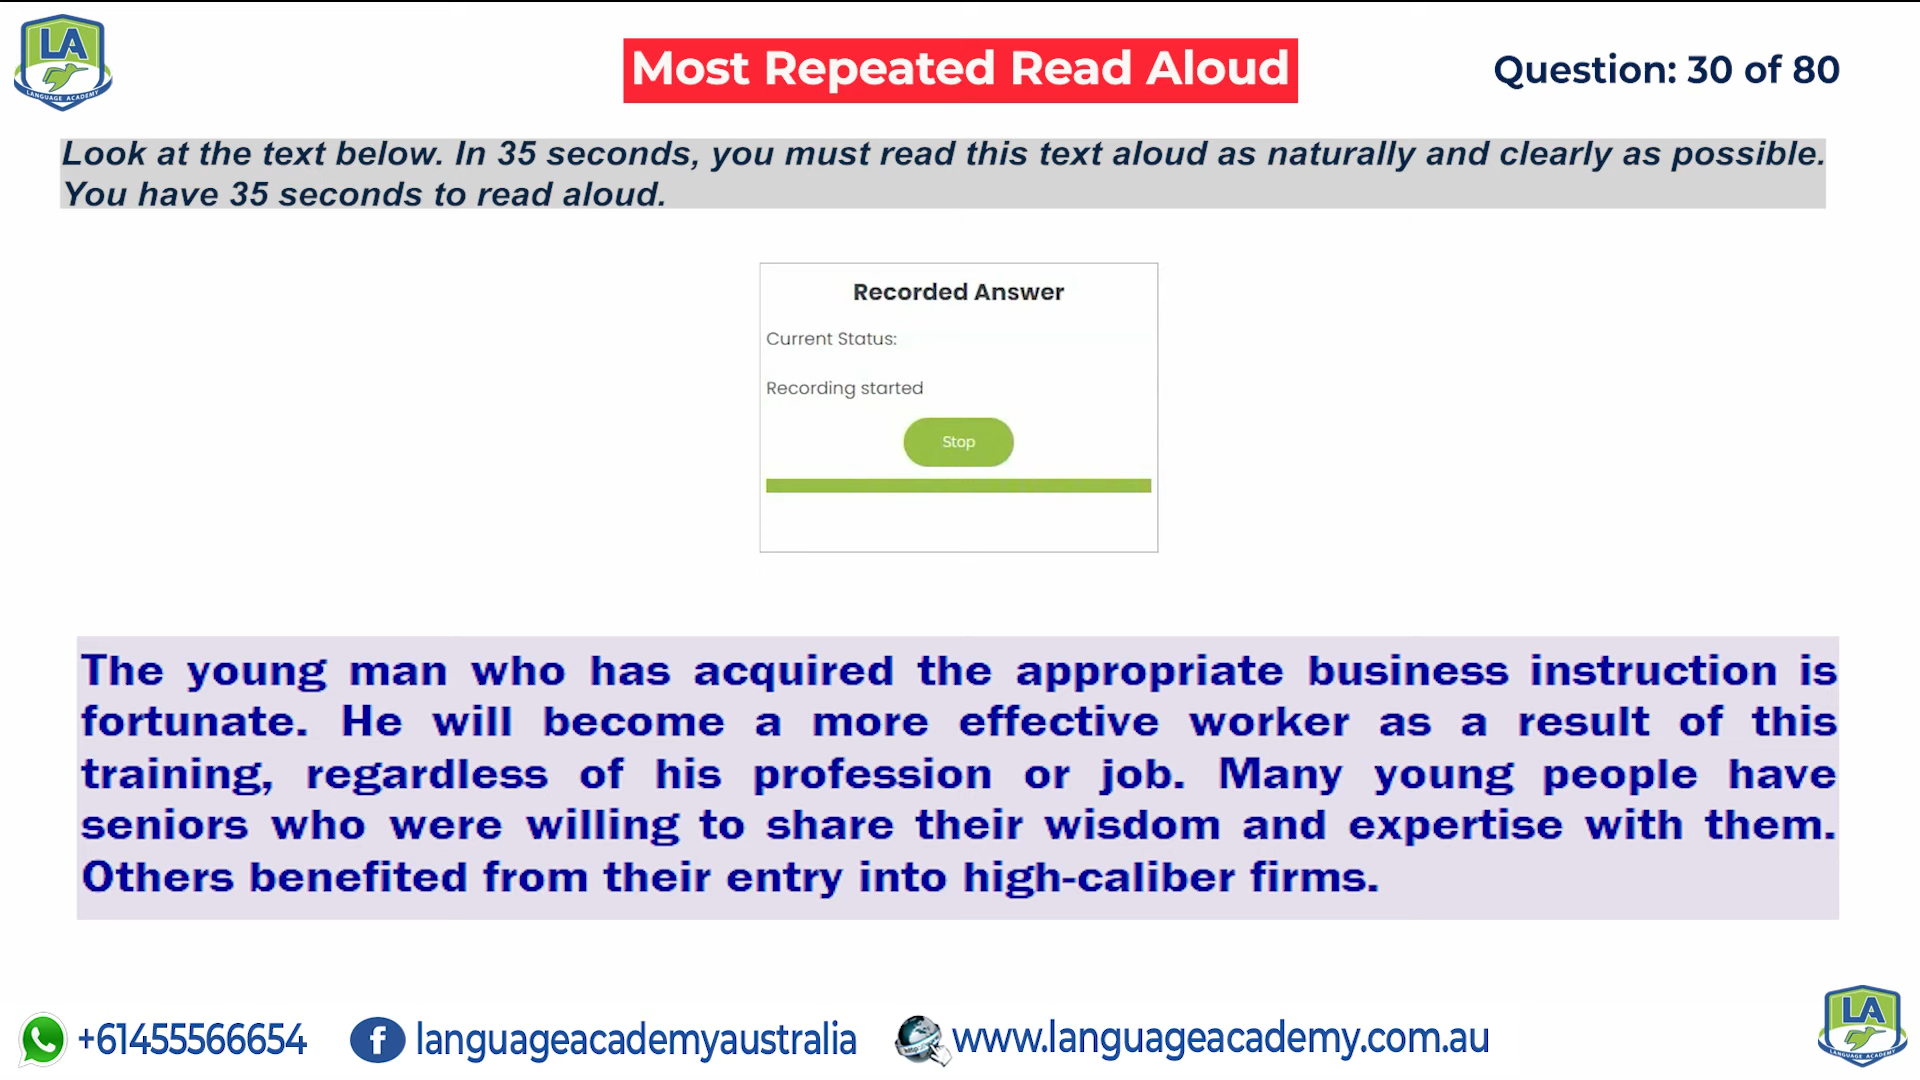 LA
LANGUAGE ACADEMY
Most Repeated Read Aloud
Question: 30 of 80
Look at the text below. In 35 seconds, you must read this text aloud as naturally and clearly as possible.
You have 35 seconds to read aloud.
Recorded Answer
Current Status:
Recording started
Stop
The young man who has acquired the appropriate business instruction is
fortunate. He will become a more effective worker as a result of this
training, regardless of his profession or job. Many young people have
seniors who were willing to share their wisdom and expertise with them.
Others benefited from their entry into high-caliber firms.
+61455566654
f languageacademyaustralia
http: www.languageacademy.com.au
LA
LANGUAGE ACADEMY